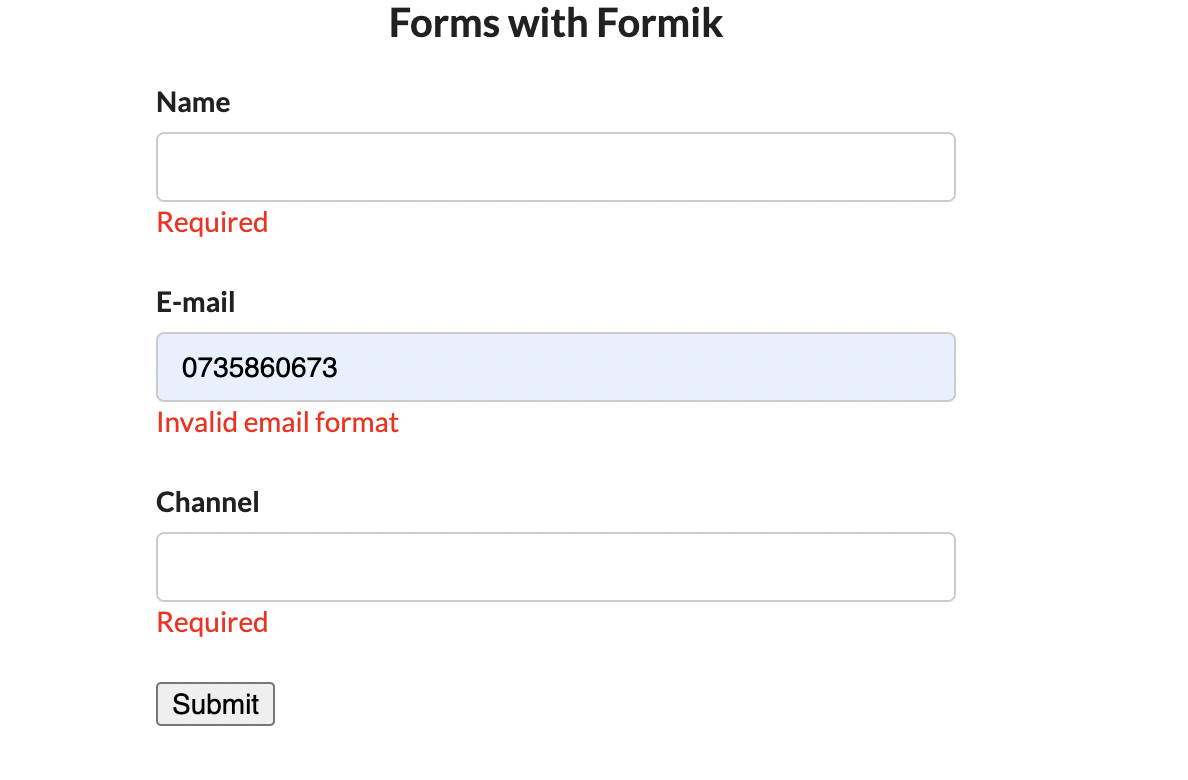 Forms with Formik
Name
Required
E-mail
0735860673
Invalid email format
Channel
Required
Submit